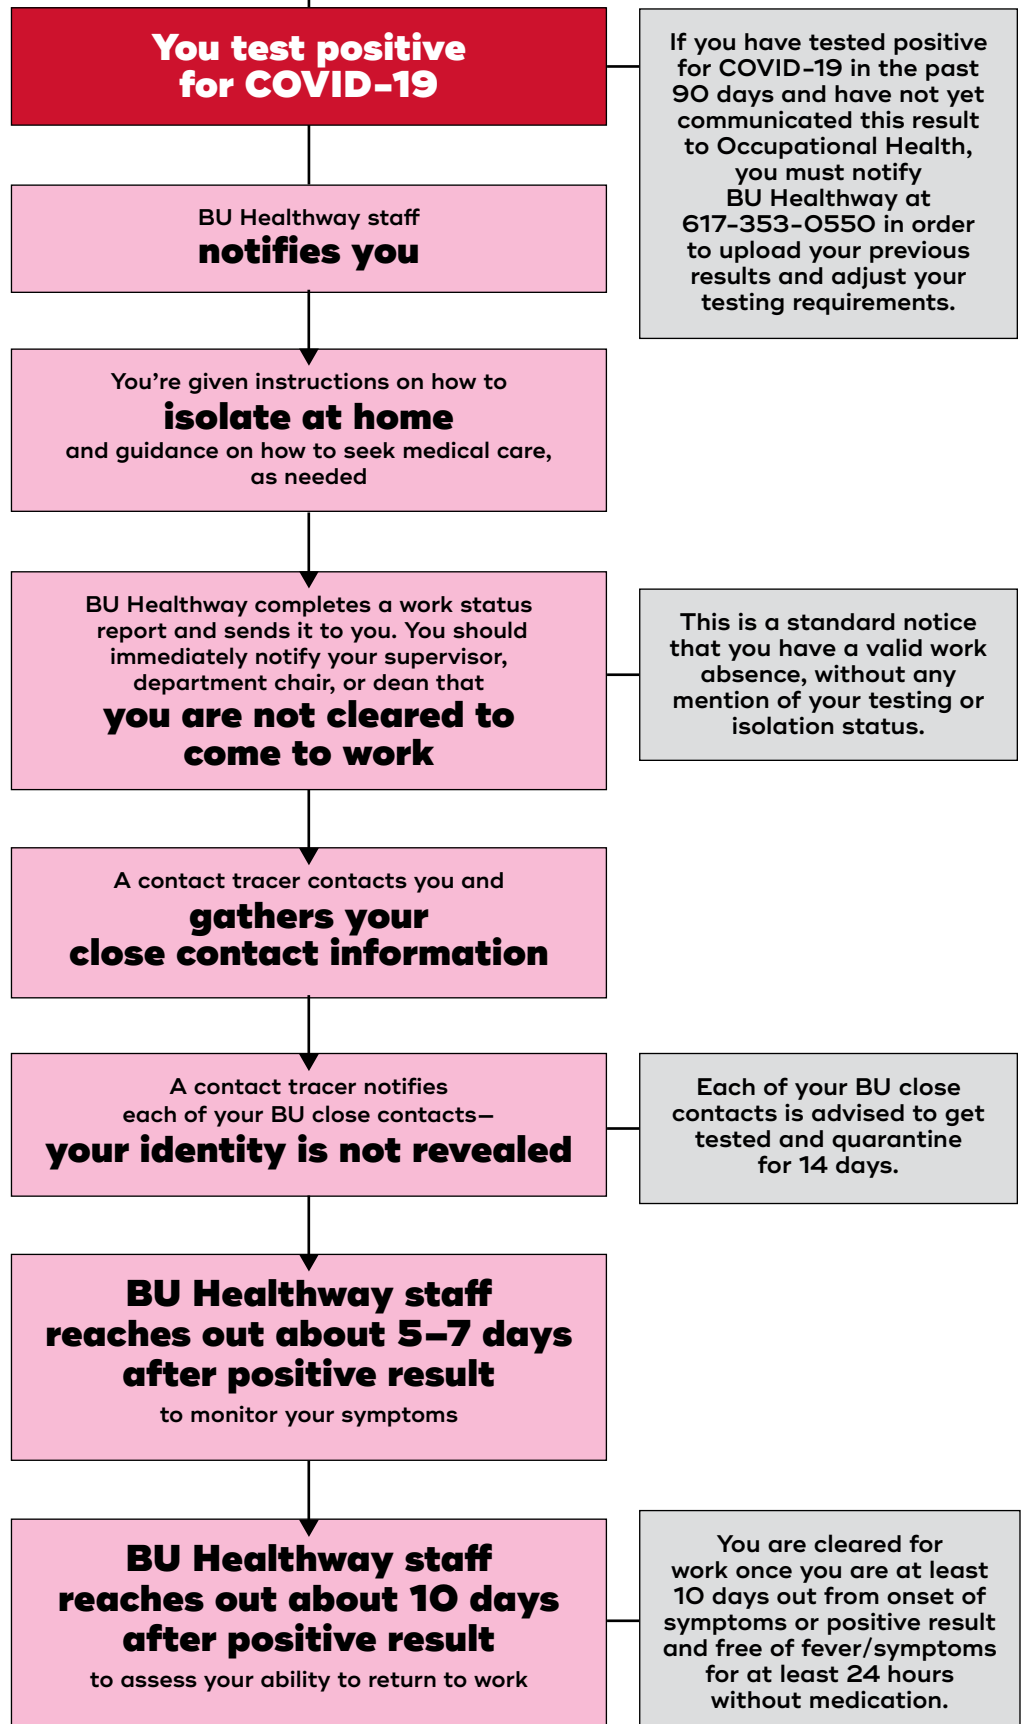 You test positive
for COVID-19
If you have tested positive
for COVID-19 in the past
90 days and have not yet
communicated this result
to Occupational Health,
you must notify
BU Healthway at
617-353-0550 in order
to upload your previous
results and adjust your
testing requirements.
BU Healthway staff
notifies you
You’re given instructions on how to
isolate at home
and guidance on how to seek medical care,
as needed
BU Healthway completes a work status
report and sends it to you. You should
immediately notify your supervisor,
department chair, or dean that
you are not cleared to
come to work
This is a standard notice
that you have a valid work
absence, without any
mention of your testing or
isolation status.
A contact tracer contacts you and
gathers your
close contact information
A contact tracer notifies
each of your BU close contacts—
your identity is not revealed
Each of your BU close
contacts is advised to get
tested and quarantine
for 14 days.
BU Healthway staff
reaches out about 5–7 days
after positive result
to monitor your symptoms
BU Healthway staff
reaches out about 10 days
after positive result
to assess your ability to return to work
You are cleared for
work once you are at least
10 days out from onset of
symptoms or positive result
and free of fever/symptoms
for at least 24 hours
without medication.